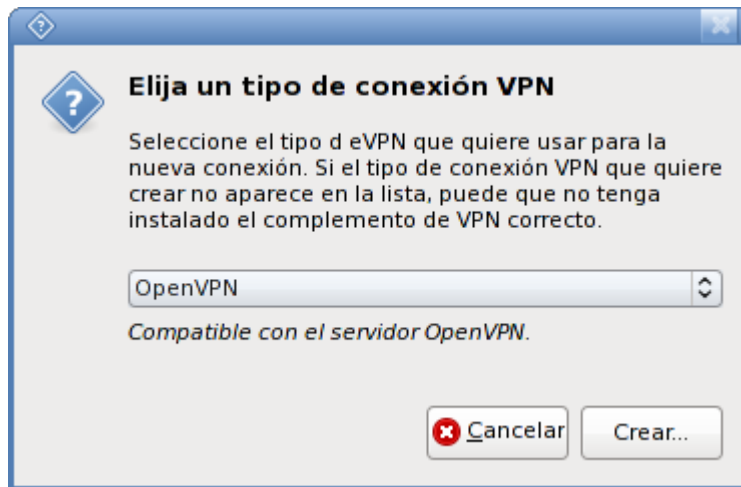 Elija un tipo de conexión VPN
Seleccione el tipo d eVPN que quiere usar para la
nueva conexión. Si el tipo de conexión VPN que quiere
crear no aparece en la lista, puede que no tenga
instalado el complemento de VPN correcto.
OpenVPN
Compatible con el servidor OpenVPN.
Cancelar
Crear...